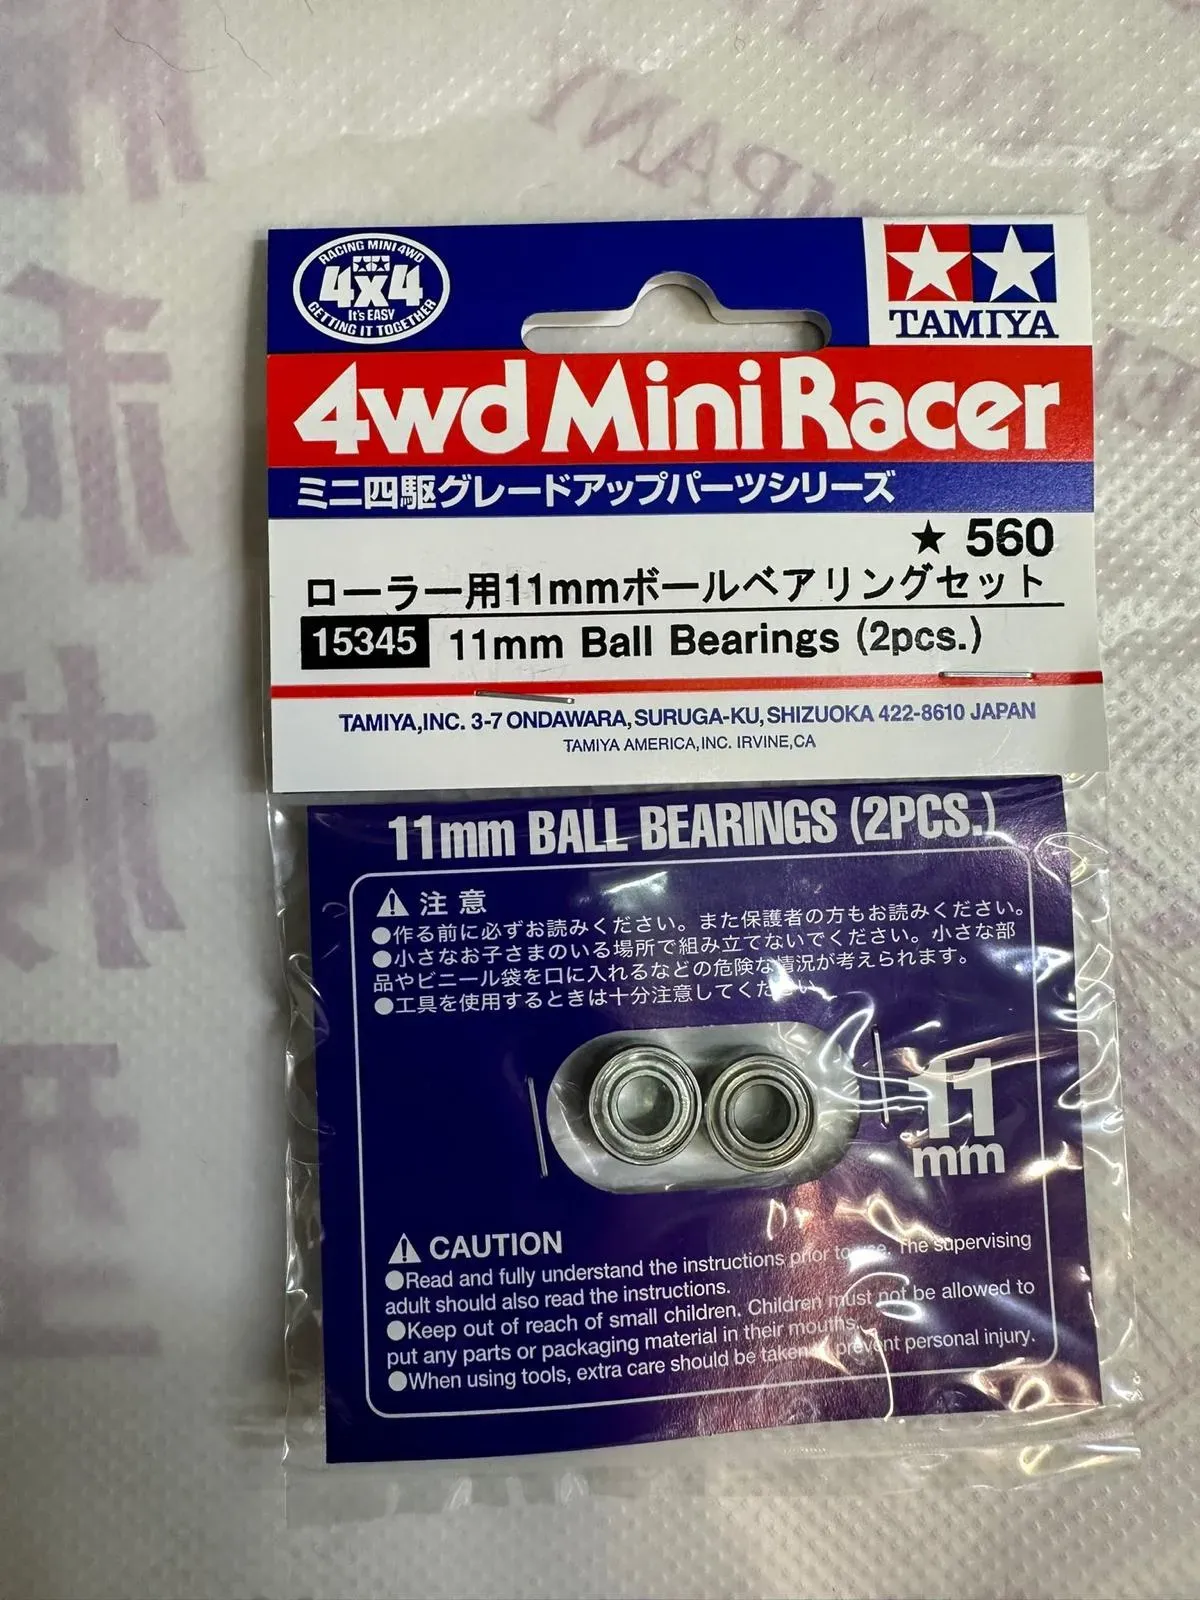 RACING MINI 4WD
4x4
It's EASY
GETTING IT TOGETHER
TAMIYA
4wd Mini Racer
ミニ四駆グレードアップパーツシリーズ
★ 560
ローラー用11mmボールベアリングセット
15345 11mm Ball Bearings (2pcs.)
TAMIYA,INC. 3-7 ONDAWARA, SURUGA-KU, SHIZUOKA 422-8610 JAPAN
TAMIYA AMERICA,INC. IRVINE,CA
11mm BALL BEARINGS (2PCS.)
注意
●作る前に必ずお読みください。また保護者の方もお読みください。
●小さなお子さまのいる場所で組み立てないでください。小さな部
品やビニール袋を口に入れるなどの危険な情況が考えられます。
●工具を使用するときは十分注意してください。
11
mm
CAUTION
●Read and fully understand the instructions prior to use. The supervising
adult should also read the instructions.
●Keep out of reach of small children. Children must not be allowed to
put any parts or packaging material in their mouths.
●When using tools, extra care should be taken prevent personal injury.